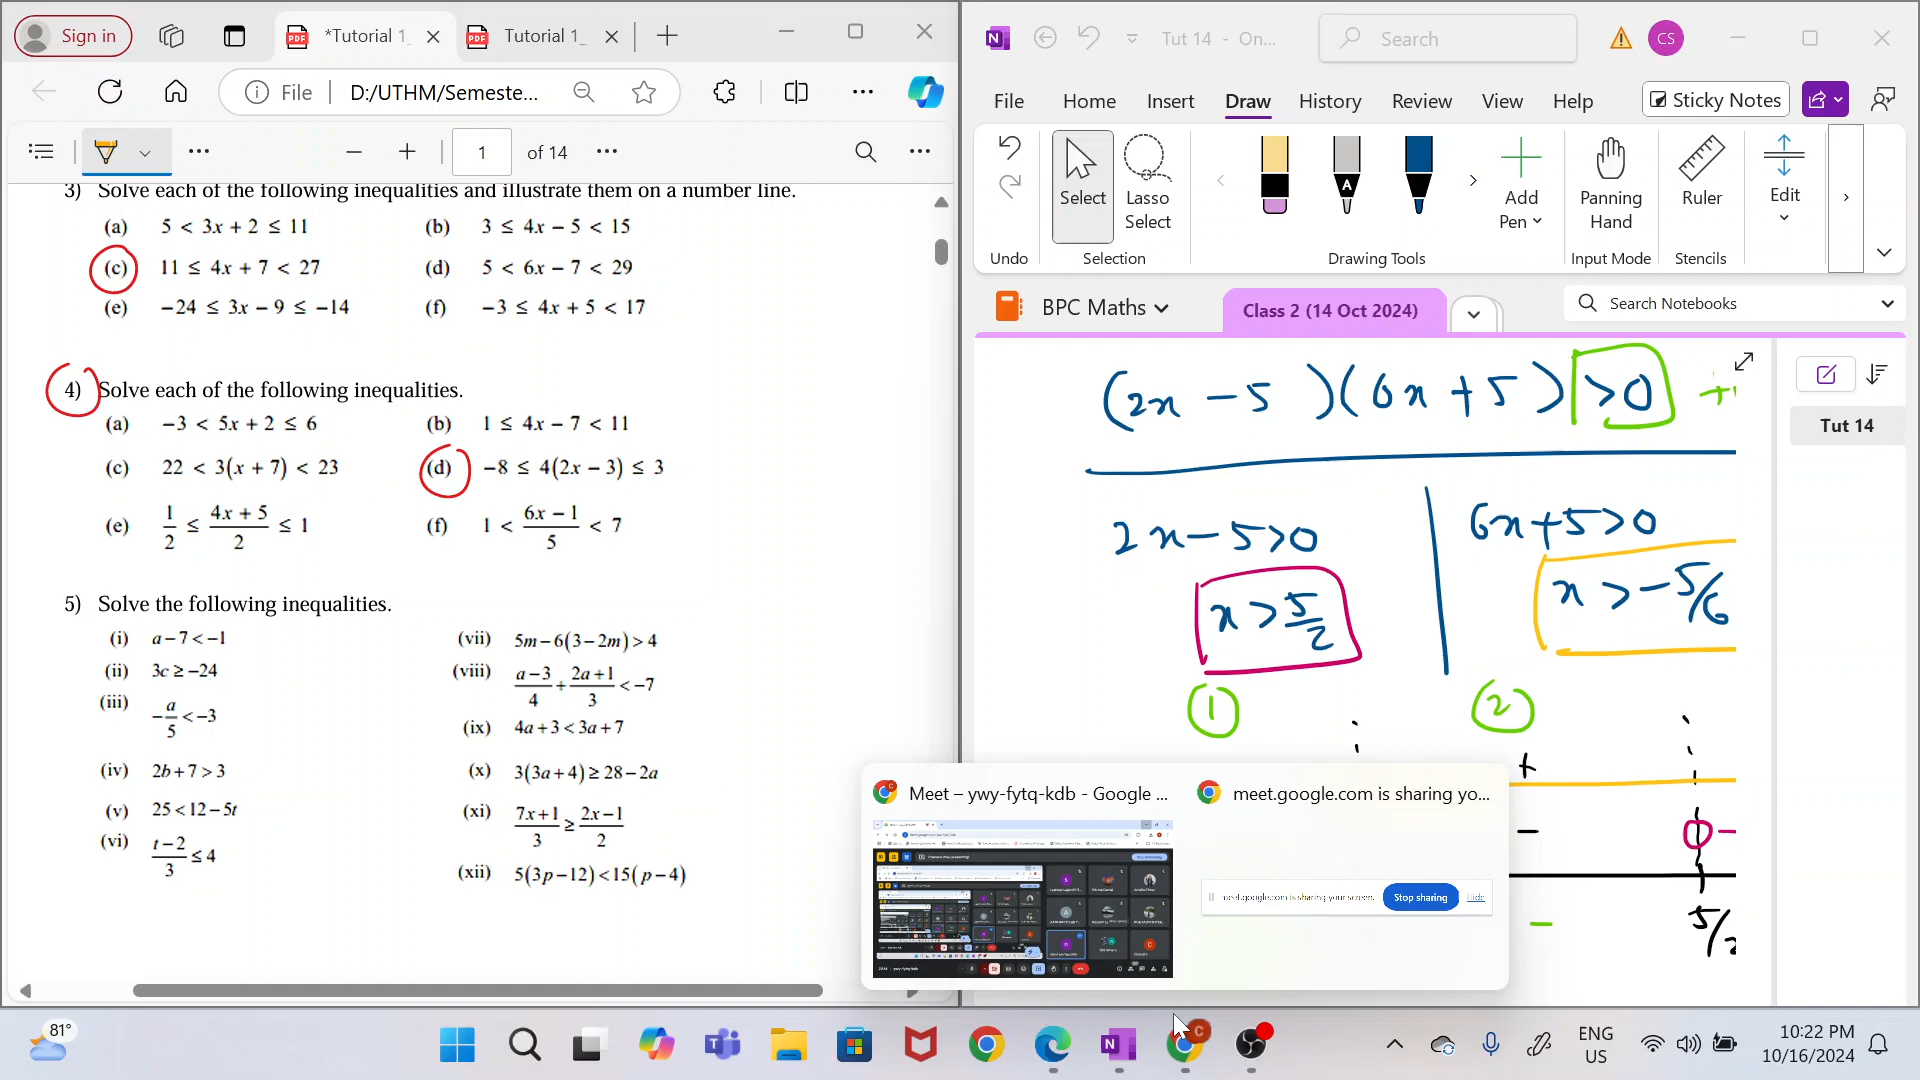 Sign in
*Tutorial 1_
Tutorial 1_
File
D:/UTHM/Semeste...
1 of 14
3) Solve each of the following inequalities and illustrate them on a number line.
(a) 5 < 3x + 2 ≤ 11 (b) 3 ≤ 4x − 5 < 15
(c) 11 ≤ 4x + 7 < 27 (d) 5 < 6x − 7 < 29
(e) −24 ≤ 3x − 9 ≤ −14 (f) −3 ≤ 4x + 5 < 17
4) Solve each of the following inequalities.
(a) −3 < 5x + 2 ≤ 6 (b) 1 ≤ 4x − 7 < 11
(c) 22 < 3(x + 7) < 23 (d) −8 ≤ 4(2x − 3) ≤ 3
(e) 1/2 ≤ (4x + 5)/2 ≤ 1 (f) 1 < (6x − 1)/5 < 7
5) Solve the following inequalities.
(i) a − 7 < −1 (vii) 5m − 6(3 − 2m) > 4
(ii) 3c ≥ −24 (viii) (a − 3)/4 + (2a + 1)/3 < −7
(iii) −a/5 < −3 (ix) 4a + 3 < 3a + 7
(iv) 2b + 7 > 3 (x) 3(3a + 4) ≥ 28 − 2a
(v) 25 < 12 − 5t (xi) (7x + 1)/3 ≥ (2x − 1)/2
(vi) (t − 2)/3 ≤ 4 (xii) 5(3p − 12) < 15(p − 4)
Tut 14 - On...
Search
CS
File Home Insert Draw History Review View Help
Sticky Notes
Select
Lasso
Select
A
Add
Pen
Panning
Hand
Ruler
Edit
Undo Selection Drawing Tools Input Mode Stencils
BPC Maths
Class 2 (14 Oct 2024)
Search Notebooks
Tut 14
(2x − 5)(6x + 5) > 0
2x − 5 > 0
6x + 5 > 0
x > 5/2
x > −5/6
1
2
+
−
−
5/2
Meet – ywy-fytq-kdb - Google ...
meet.google.com is sharing yo...
meet.google.com is sharing your screen.
Stop sharing
Hide
81°
ENG
US
10:22 PM
10/16/2024